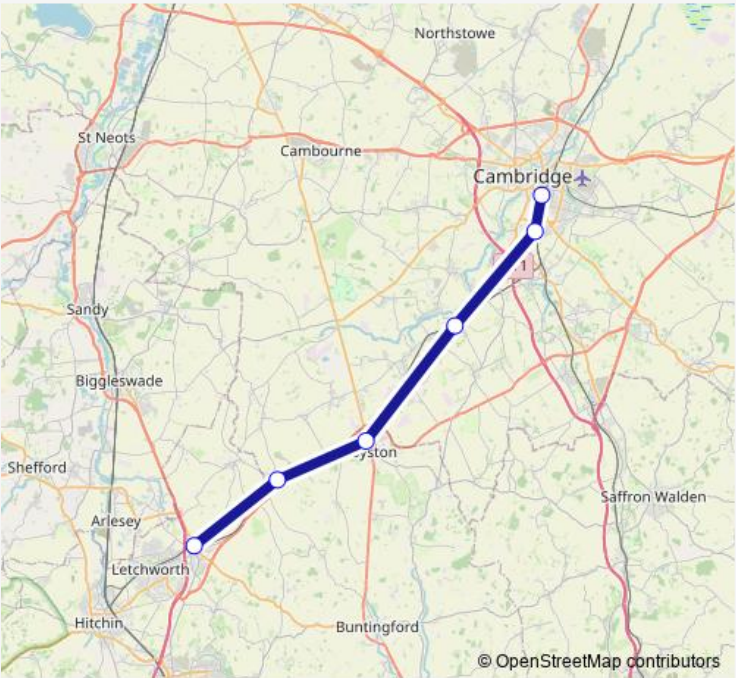 Northstowe
St Neots
Cambourne
Cambridge
Sandy
Biggleswade
Shefford
Saffron Walden
Arlesey
Letchworth
Hitchin
Buntingford
© OpenStreetMap contributors